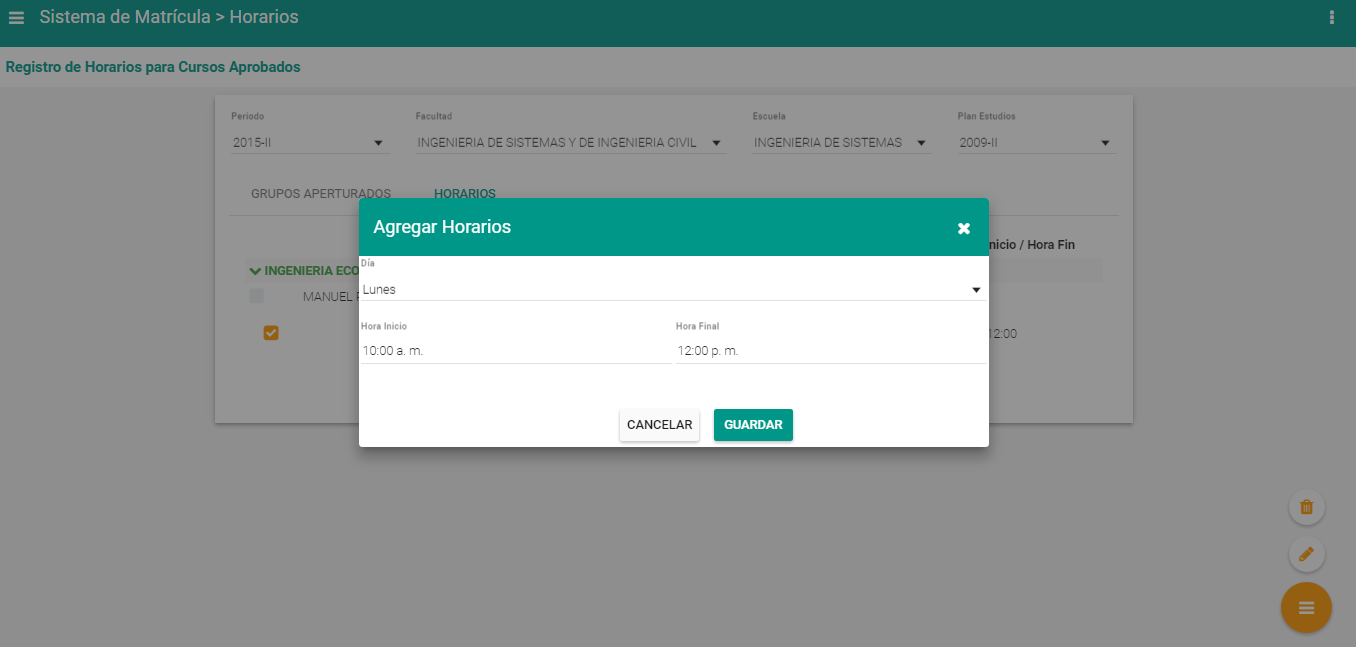 Sistema de Matrícula > Horarios
Registro de Horarios para Cursos Aprobados
Periodo Facultad Escuela Plan Estudios
2015-II INGENIERIA DE SISTEMAS Y DE INGENIERIA CIVIL INGENIERIA DE SISTEMAS 2009-II
GRUPOS APERTURADOS HORARIOS
Agregar Horarios
nicio / Hora Fin
Día
INGENIERIA ECO
Lunes
MANUEL
Hora Inicio Hora Final
12:00
10:00 a. m. 12:00 p. m.
CANCELAR GUARDAR